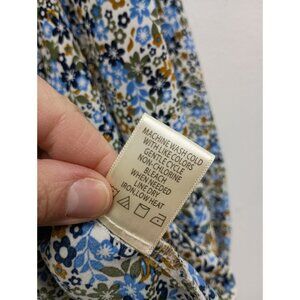 MACHINE WASH COLD
WITH LIKE COLORS
GENTLE CYCLE
NON-CHLORINE
BLEACH
WHEN NEEDED
LINE DRY
IRON,LOW HEAT